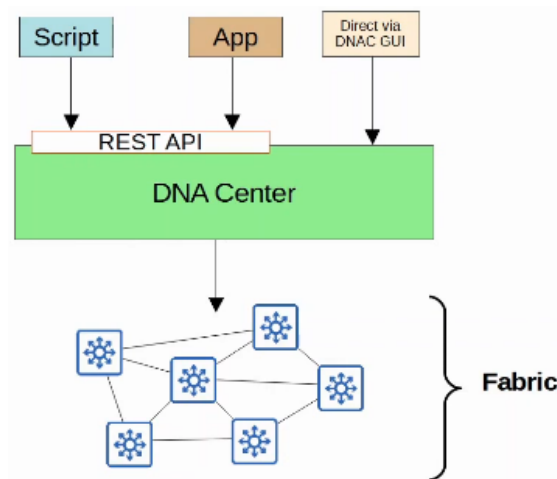 Script
App
Direct via
DNAC GUI
REST API
DNA Center
Fabric